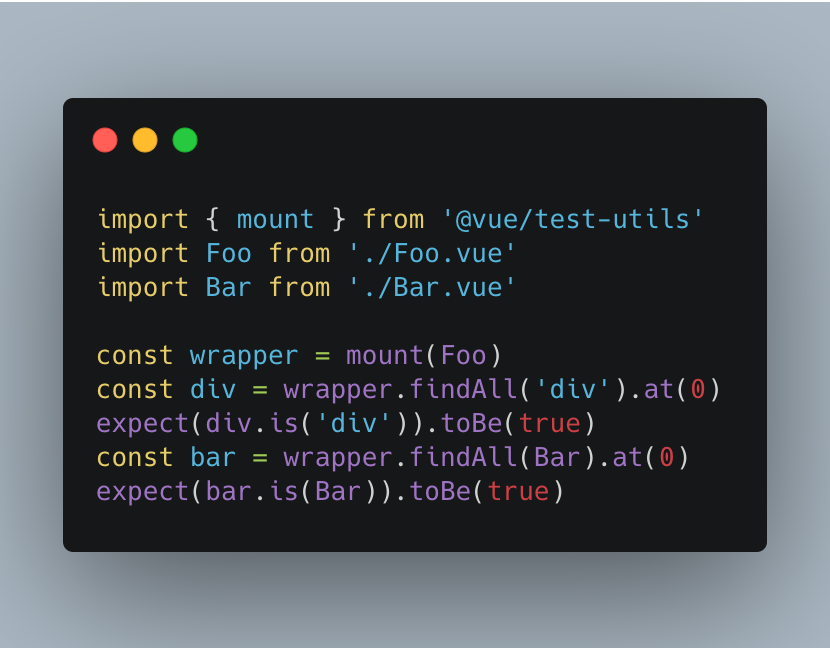 import { mount } from '@vue/test-utils'
import Foo from './Foo.vue'
import Bar from './Bar.vue'
const wrapper = mount(Foo)
const div = wrapper.findAll('div').at(0)
expect(div.is('div')).toBe(true)
const bar = wrapper.findAll(Bar).at(0)
expect(bar.is(Bar)).toBe(true)